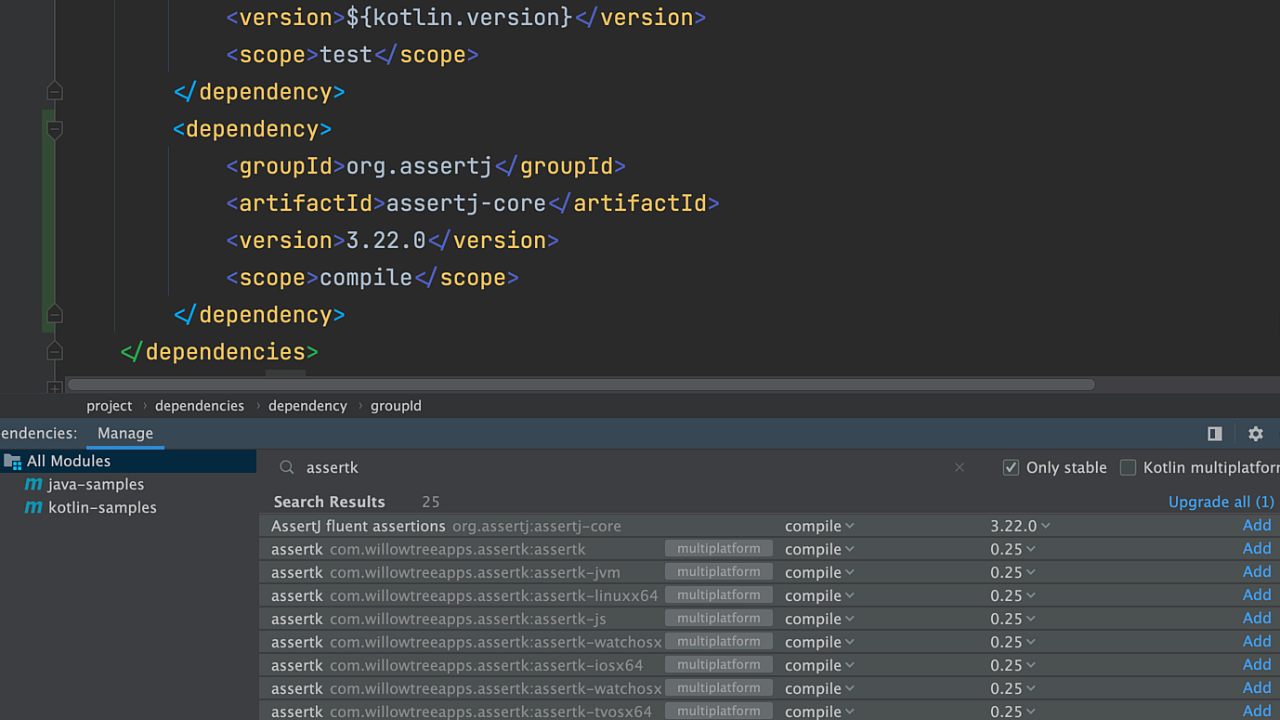 <version>${kotlin.version}</version>
<scope>test</scope>
</dependency>
<dependency>
<groupId>org.assertj</groupId>
<artifactId>assertj-core</artifactId>
<version>3.22.0</version>
<scope>compile</scope>
</dependency>
</dependencies>
project › dependencies › dependency › groupId
endencies: Manage
All Modules
m java-samples
m kotlin-samples
assertk × Only stable Kotlin multiplatfor
Search Results 25 Upgrade all (1)
AssertJ fluent assertions org.assertj:assertj-core compile 3.22.0 Add
assertk com.willowtreeapps.assertk:assertk multiplatform compile 0.25 Add
assertk com.willowtreeapps.assertk:assertk-jvm multiplatform compile 0.25 Add
assertk com.willowtreeapps.assertk:assertk-linuxx64 multiplatform compile 0.25 Add
assertk com.willowtreeapps.assertk:assertk-js multiplatform compile 0.25 Add
assertk com.willowtreeapps.assertk:assertk-watchosx multiplatform compile 0.25 Add
assertk com.willowtreeapps.assertk:assertk-iosx64 multiplatform compile 0.25 Add
assertk com.willowtreeapps.assertk:assertk-watchosx multiplatform compile 0.25 Add
assertk com.willowtreeapps.assertk:assertk-tvosx64 multiplatform compile 0.25 Add